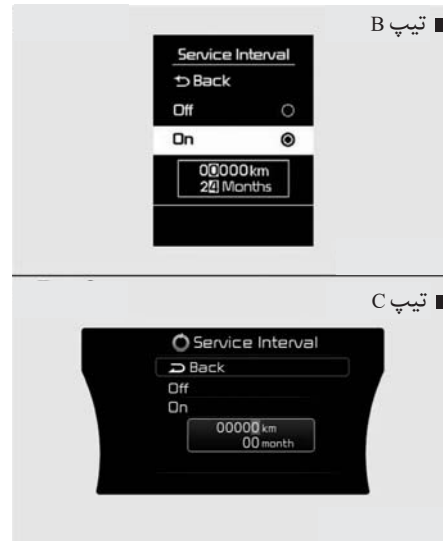 تیپ B
Service Interval
Back
Off
On
00000km
24 Months
تیپ C
Service Interval
Back
Off
On
00000 km
00 month